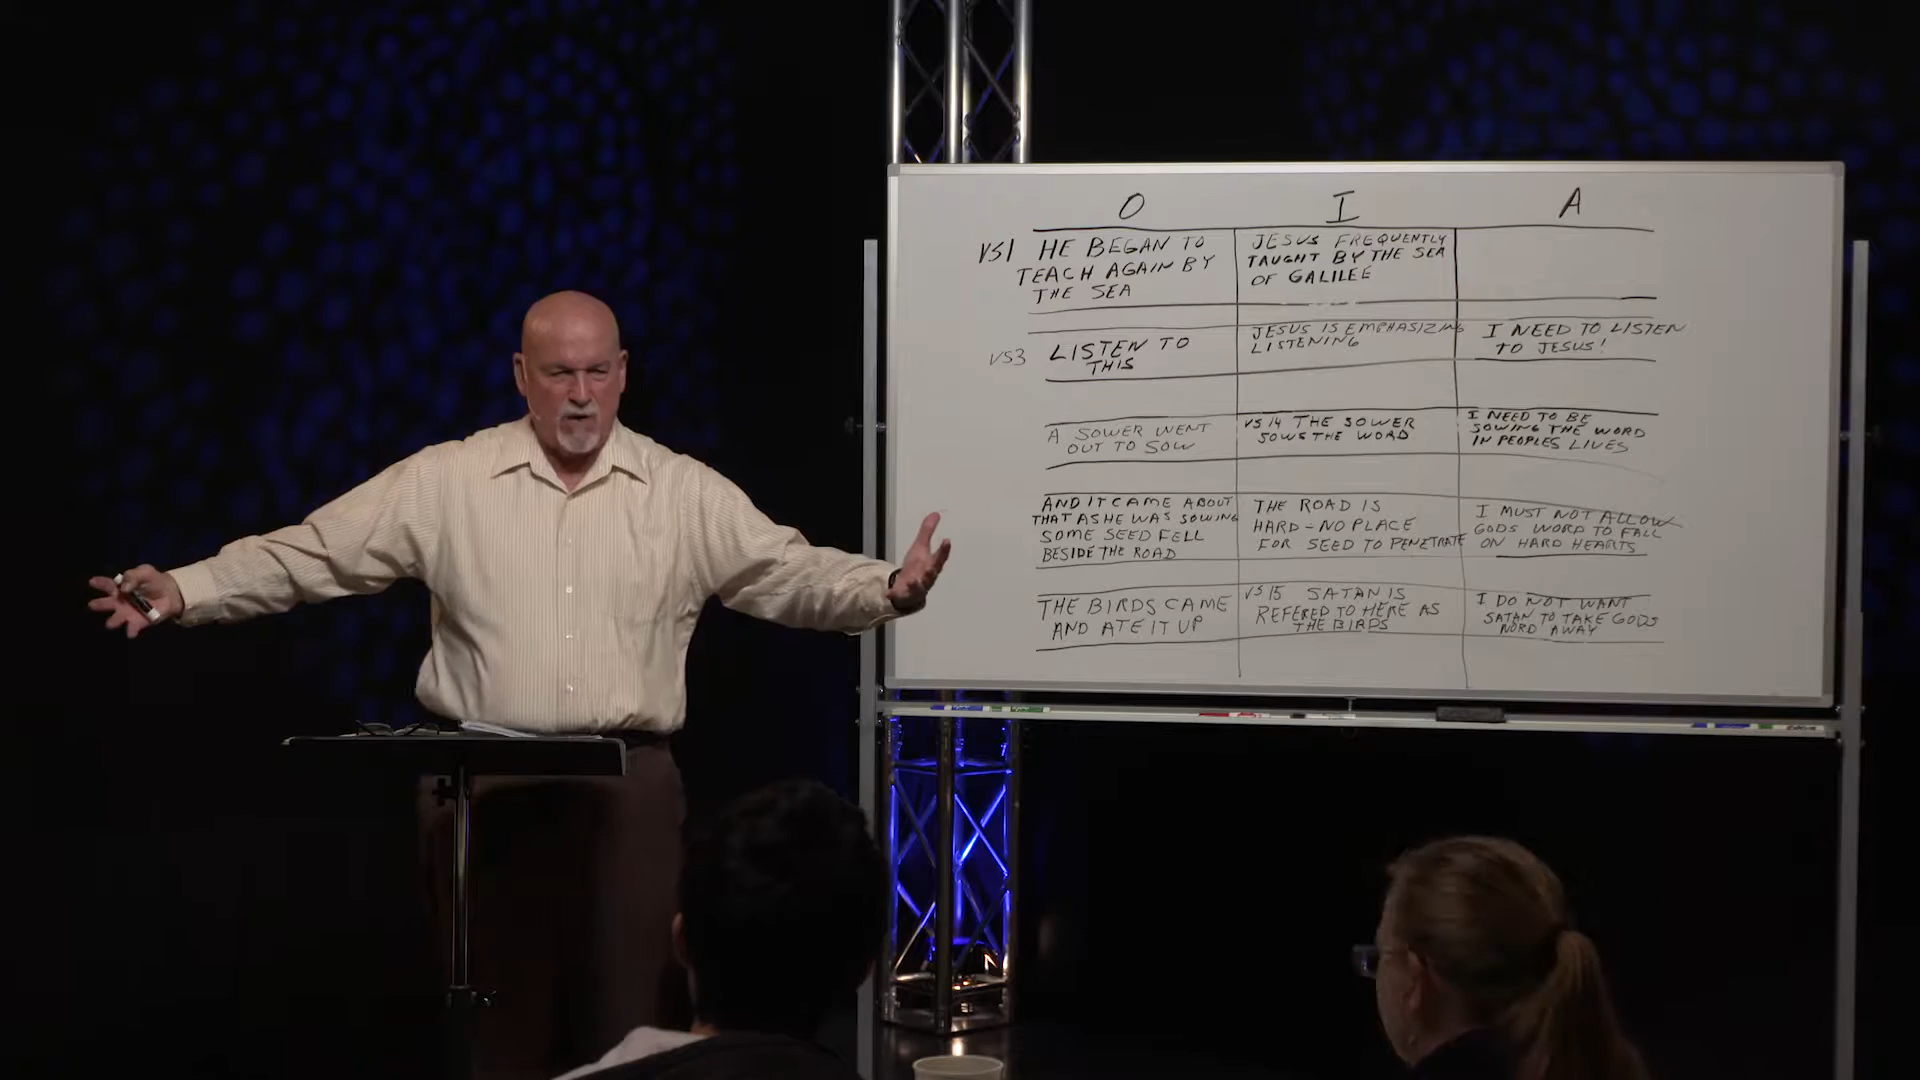 O I A
VS1 HE BEGAN TO
TEACH AGAIN BY
THE SEA
JESUS FREQUENTLY
TAUGHT BY THE SEA
OF GALILEE
VS3 LISTEN TO
THIS
JESUS IS EMPHASIZING
LISTENING
I NEED TO LISTEN
TO JESUS!
A SOWER WENT
OUT TO SOW
VS 14 THE SOWER
SOWS THE WORD
I NEED TO BE
SOWING THE WORD
IN PEOPLES LIVES
AND IT CAME ABOUT
THAT AS HE WAS SOWING
SOME SEED FELL
BESIDE THE ROAD
THE ROAD IS
HARD - NO PLACE
FOR SEED TO PENETRATE
I MUST NOT ALLOW
GODS WORD TO FALL
ON HARD HEARTS
THE BIRDS CAME
AND ATE IT UP
VS 15 SATAN IS
REFERED TO HERE AS
THE BIRDS
I DO NOT WANT
SATAN TO TAKE GODS
WORD AWAY